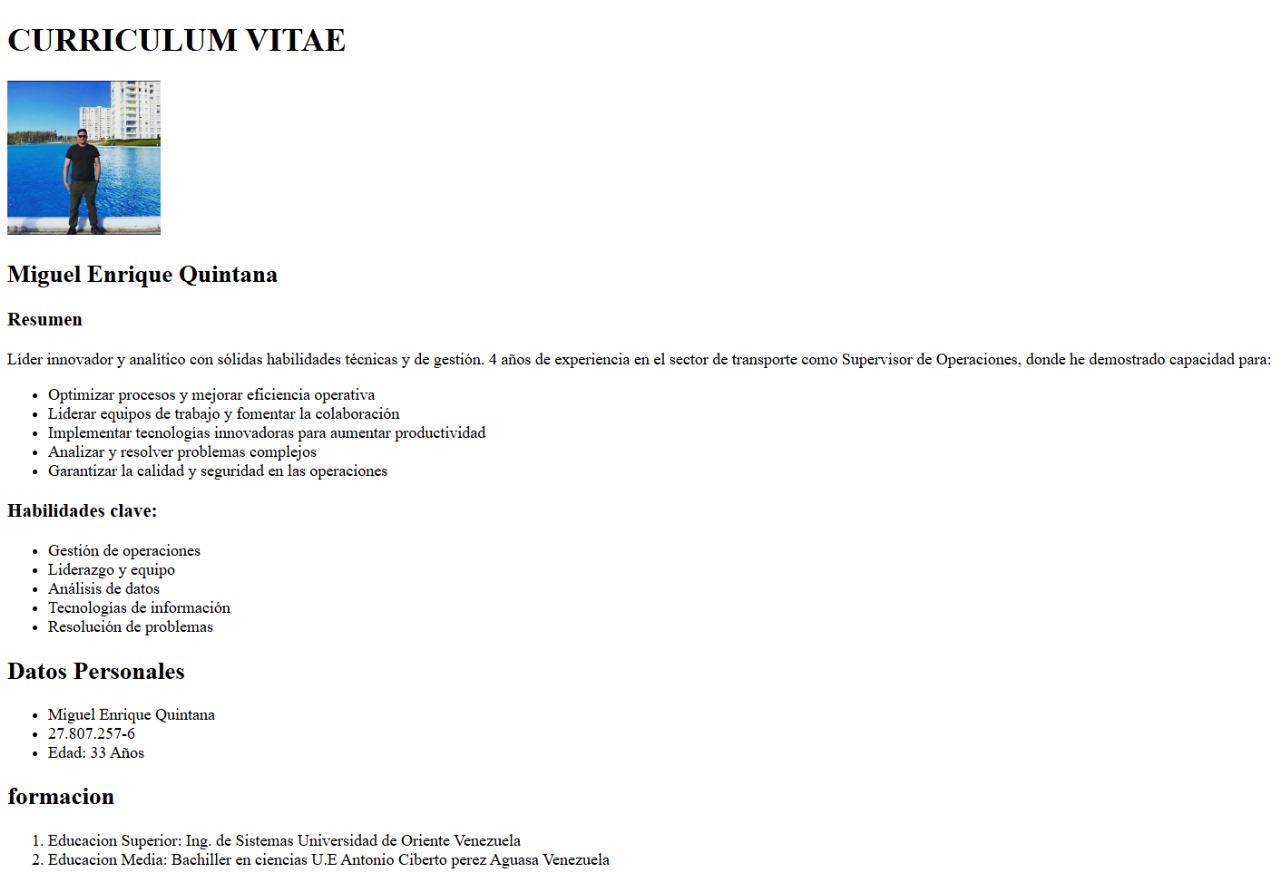 CURRICULUM VITAE
Miguel Enrique Quintana
Resumen
Líder innovador y analítico con sólidas habilidades técnicas y de gestión. 4 años de experiencia en el sector de transporte como Supervisor de Operaciones, donde he demostrado capacidad para:
• Optimizar procesos y mejorar eficiencia operativa
• Liderar equipos de trabajo y fomentar la colaboración
• Implementar tecnologías innovadoras para aumentar productividad
• Analizar y resolver problemas complejos
• Garantizar la calidad y seguridad en las operaciones
Habilidades clave:
• Gestión de operaciones
• Liderazgo y equipo
• Análisis de datos
• Tecnologías de información
• Resolución de problemas
Datos Personales
• Miguel Enrique Quintana
• 27.807.257-6
• Edad: 33 Años
formacion
1. Educacion Superior: Ing. de Sistemas Universidad de Oriente Venezuela
2. Educacion Media: Bachiller en ciencias U.E Antonio Ciberto perez Aguasa Venezuela